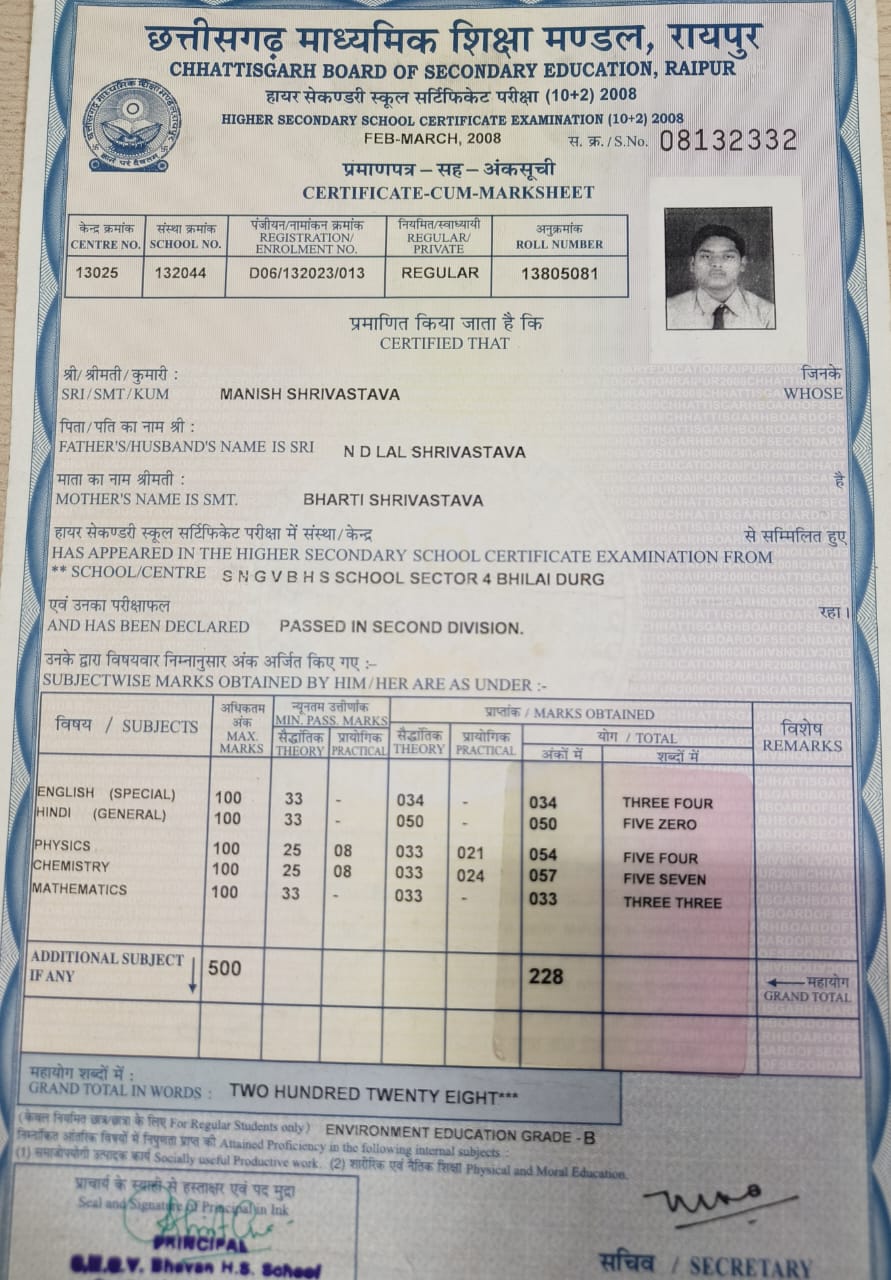 छत्तीसगढ़ माध्यमिक शिक्षा मण्डल, रायपुर
CHHATTISGARH BOARD OF SECONDARY EDUCATION, RAIPUR
हायर सेकण्डरी स्कूल सर्टिफिकेट परीक्षा (10+2) 2008
HIGHER SECONDARY SCHOOL CERTIFICATE EXAMINATION (10+2) 2008
FEB-MARCH, 2008 स. क्र. / S.No. 08132332
प्रमाणपत्र – सह – अंकसूची
CERTIFICATE-CUM-MARKSHEET
केन्द्र क्रमांक संस्था क्रमांक पंजीयन/नामांकन क्रमांक नियमित/स्वाध्यायी अनुक्रमांक
CENTRE NO. SCHOOL NO. REGISTRATION/ ENROLMENT NO. REGULAR/ PRIVATE ROLL NUMBER
13025 132044 D06/132023/013 REGULAR 13805081
प्रमाणित किया जाता है कि
CERTIFIED THAT
श्री/ श्रीमती/ कुमारी : जिनके
SRI/SMT/KUM MANISH SHRIVASTAVA WHOSE
पिता/पति का नाम श्री :
FATHER'S/HUSBAND'S NAME IS SRI N D LAL SHRIVASTAVA
माता का नाम श्रीमती : है
MOTHER'S NAME IS SMT. BHARTI SHRIVASTAVA
हायर सेकण्डरी स्कूल सर्टिफिकेट परीक्षा में संस्था/केन्द्र से सम्मिलित हुए
HAS APPEARED IN THE HIGHER SECONDARY SCHOOL CERTIFICATE EXAMINATION FROM
** SCHOOL/CENTRE S N G V B H S SCHOOL SECTOR 4 BHILAI DURG
एवं उनका परीक्षाफल रहा।
AND HAS BEEN DECLARED PASSED IN SECOND DIVISION.
उनके द्वारा विषयवार निम्नानुसार अंक अर्जित किए गए :–
SUBJECTWISE MARKS OBTAINED BY HIM/HER ARE AS UNDER :-
विषय / SUBJECTS अधिकतम अंक MAX. MARKS न्यूनतम उत्तीर्णांक MIN. PASS. MARKS प्राप्तांक / MARKS OBTAINED विशेष REMARKS
सैद्धांतिक THEORY प्रायोगिक PRACTICAL सैद्धांतिक THEORY प्रायोगिक PRACTICAL योग / TOTAL
अंकों में शब्दों में
ENGLISH (SPECIAL) 100 33 - 034 - 034 THREE FOUR
HINDI (GENERAL) 100 33 - 050 - 050 FIVE ZERO
PHYSICS 100 25 08 033 021 054 FIVE FOUR
CHEMISTRY 100 25 08 033 024 057 FIVE SEVEN
MATHEMATICS 100 33 - 033 - 033 THREE THREE
ADDITIONAL SUBJECT IF ANY 500 228 महायोग GRAND TOTAL
महायोग शब्दों में :
GRAND TOTAL IN WORDS : TWO HUNDRED TWENTY EIGHT***
(केवल नियमित छात्र/छात्रा के लिए For Regular Students only) ENVIRONMENT EDUCATION GRADE - B
निम्नांकित आंतरिक विषयों में निपुणता प्राप्त की Attained Proficiency in the following internal subjects :
(1) समाजोपयोगी उत्पादक कार्य Socially useful Productive work. (2) शारीरिक एवं नैतिक शिक्षा Physical and Moral Education.
प्राचार्य के स्याही से हस्ताक्षर एवं पद मुद्रा
Seal and Signature of Principal in Ink
PRINCIPAL
S.N.G.V. Bhavan H.S. School
सचिव / SECRETARY